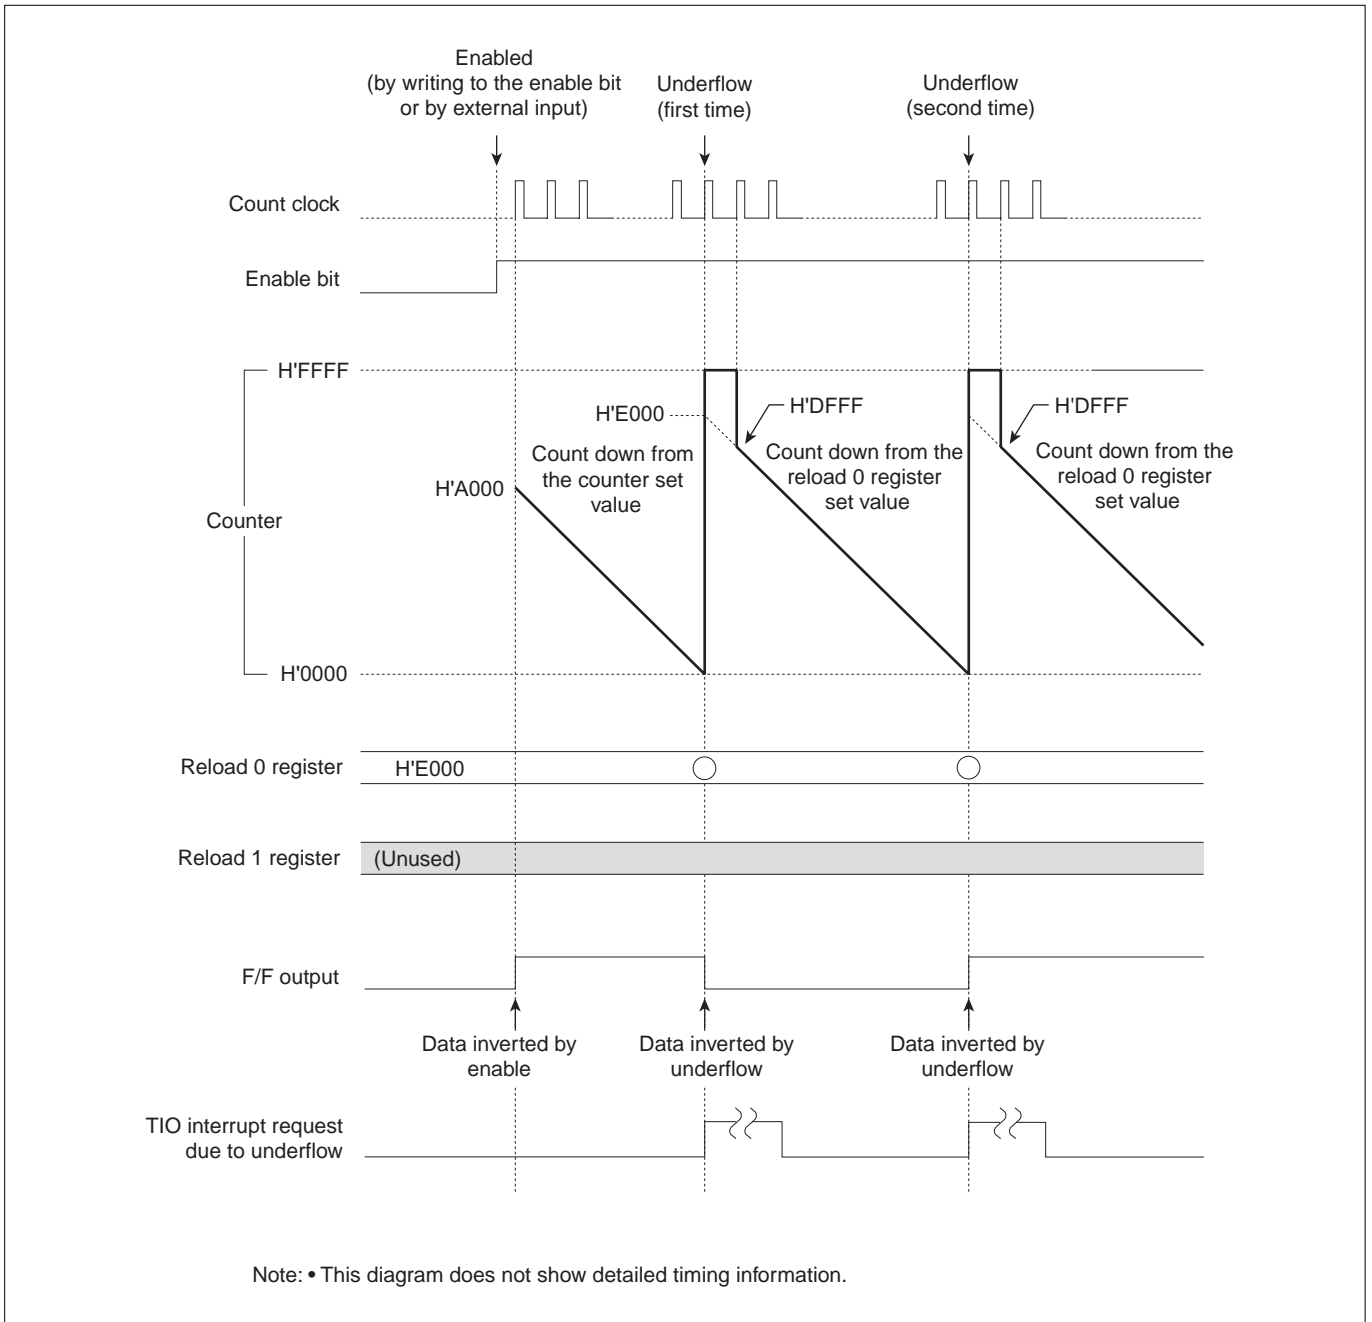 Enabled
(by writing to the enable bit
or by external input)
Underflow
(first time)
Underflow
(second time)
Count clock
Enable bit
H'FFFF
H'E000
H'DFFF
H'DFFF
Count down from
the counter set
value
Count down from the
reload 0 register
set value
Count down from the
reload 0 register
set value
H'A000
Counter
H'0000
Reload 0 register
H'E000
Reload 1 register
(Unused)
F/F output
Data inverted by
enable
Data inverted by
underflow
Data inverted by
underflow
TIO interrupt request
due to underflow
Note: • This diagram does not show detailed timing information.